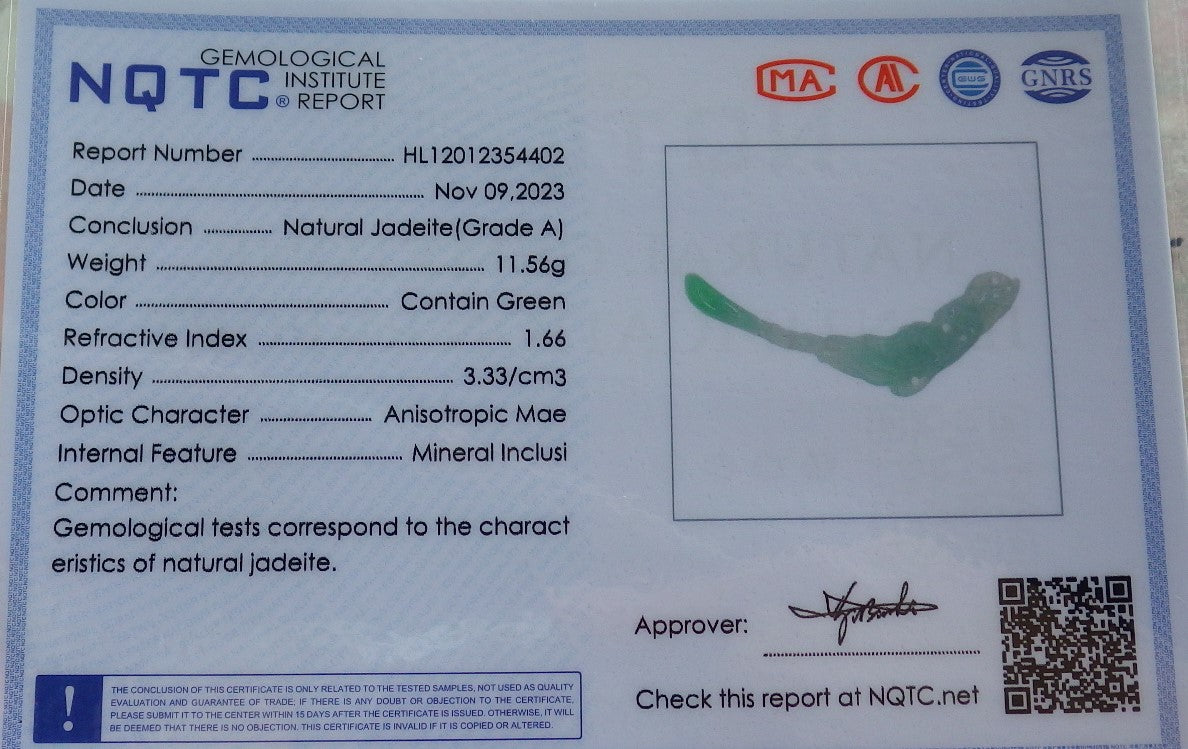 GEMOLOGICAL
NQTC® INSTITUTE
REPORT
MA
GWS
GNRS
Report Number ........ HL12012354402
Date ........ Nov 09,2023
Conclusion ........ Natural Jadeite(Grade A)
Weight ........ 11.56g
Color ........ Contain Green
Refractive Index ........ 1.66
Density ........ 3.33/cm3
Optic Character ........ Anisotropic Mae
Internal Feature ........ Mineral Inclusi
Comment:
Gemological tests correspond to the charact
eristics of natural jadeite.
Approver:
Check this report at NQTC.net
!
THE CONCLUSION OF THIS CERTIFICATE IS ONLY RELATED TO THE TESTED SAMPLES, NOT USED AS QUALITY
EVALUATION AND GUARANTEE OF TRADE; IF THERE IS ANY DOUBT OR OBJECTION TO THE CERTIFICATE,
PLEASE SUBMIT IT TO THE CENTER WITHIN 15 DAYS AFTER THE CERTIFICATE IS ISSUED. OTHERWISE, IT WILL
BE DEEMED THAT THERE IS NO OBJECTION. THIS CERTIFICATE IS INVALID IF IT IS COPIED OR ALTERED.